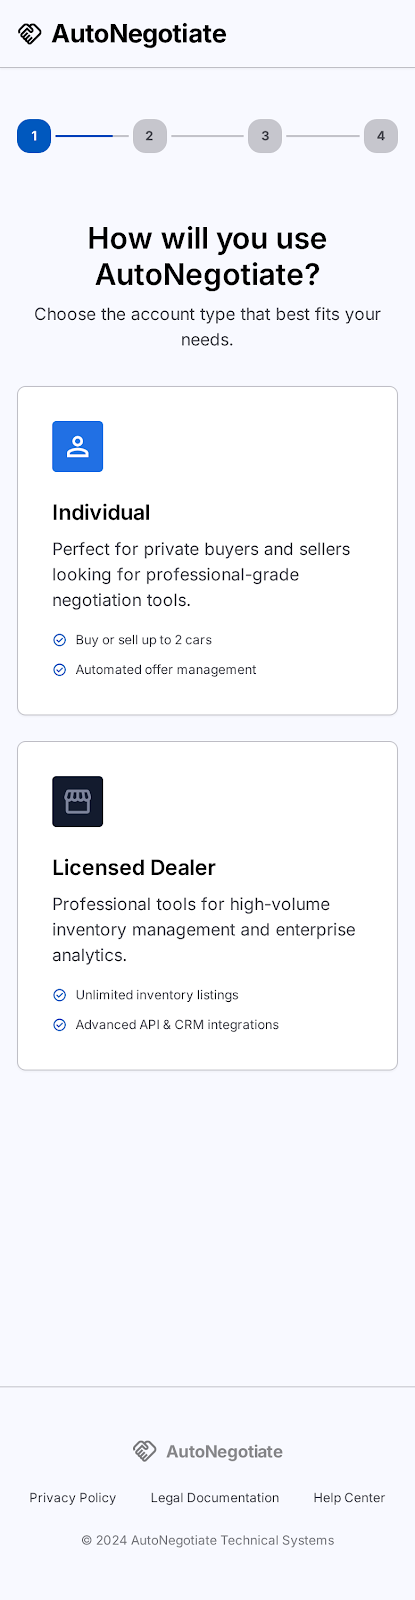 AutoNegotiate
1 2 3 4
How will you use
AutoNegotiate?
Choose the account type that best fits your
needs.
Individual
Perfect for private buyers and sellers
looking for professional-grade
negotiation tools.
Buy or sell up to 2 cars
Automated offer management
Licensed Dealer
Professional tools for high-volume
inventory management and enterprise
analytics.
Unlimited inventory listings
Advanced API & CRM integrations
AutoNegotiate
Privacy Policy Legal Documentation Help Center
© 2024 AutoNegotiate Technical Systems